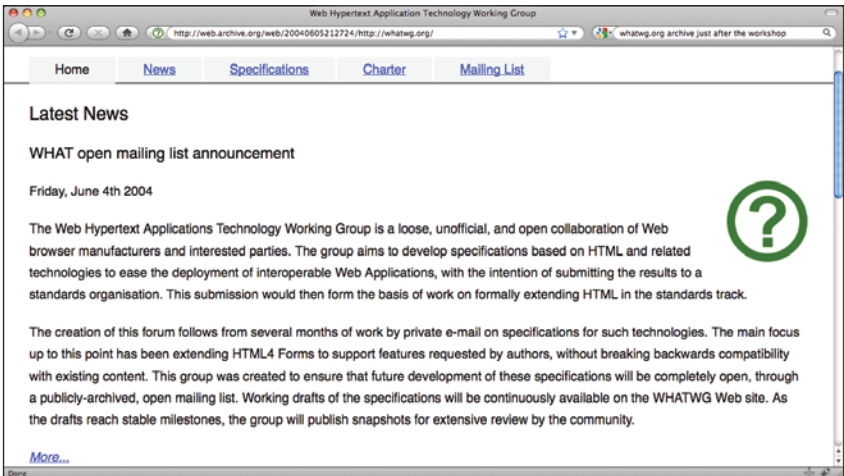 Web Hypertext Application Technology Working Group
http://web.archive.org/web/20040605212724/http://whatwg.org/
whatwg.org archive just after the workshop
Home News Specifications Charter Mailing List
Latest News
WHAT open mailing list announcement
Friday, June 4th 2004
?
The Web Hypertext Applications Technology Working Group is a loose, unofficial, and open collaboration of Web
browser manufacturers and interested parties. The group aims to develop specifications based on HTML and related
technologies to ease the deployment of interoperable Web Applications, with the intention of submitting the results to a
standards organisation. This submission would then form the basis of work on formally extending HTML in the standards track.
The creation of this forum follows from several months of work by private e-mail on specifications for such technologies. The main focus
up to this point has been extending HTML4 Forms to support features requested by authors, without breaking backwards compatibility
with existing content. This group was created to ensure that future development of these specifications will be completely open, through
a publicly-archived, open mailing list. Working drafts of the specifications will be continuously available on the WHATWG Web site. As
the drafts reach stable milestones, the group will publish snapshots for extensive review by the community.
More...
Done